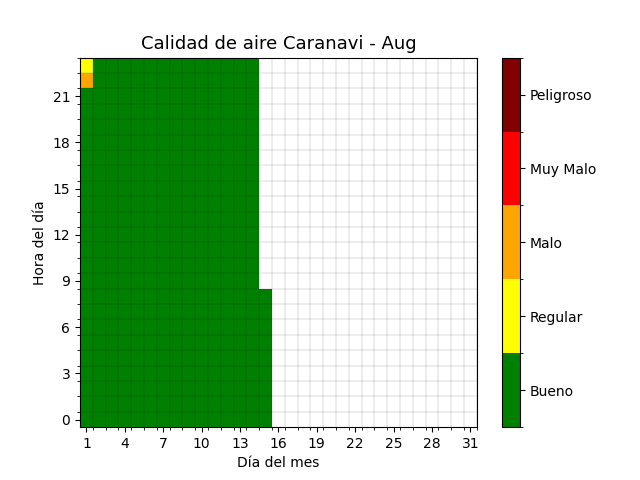 Calidad de aire Caranavi - Aug
Hora del día
21
18
15
12
9
6
3
0
1 4 7 10 13 16 19 22 25 28 31
Día del mes
Peligroso
Muy Malo
Malo
Regular
Bueno